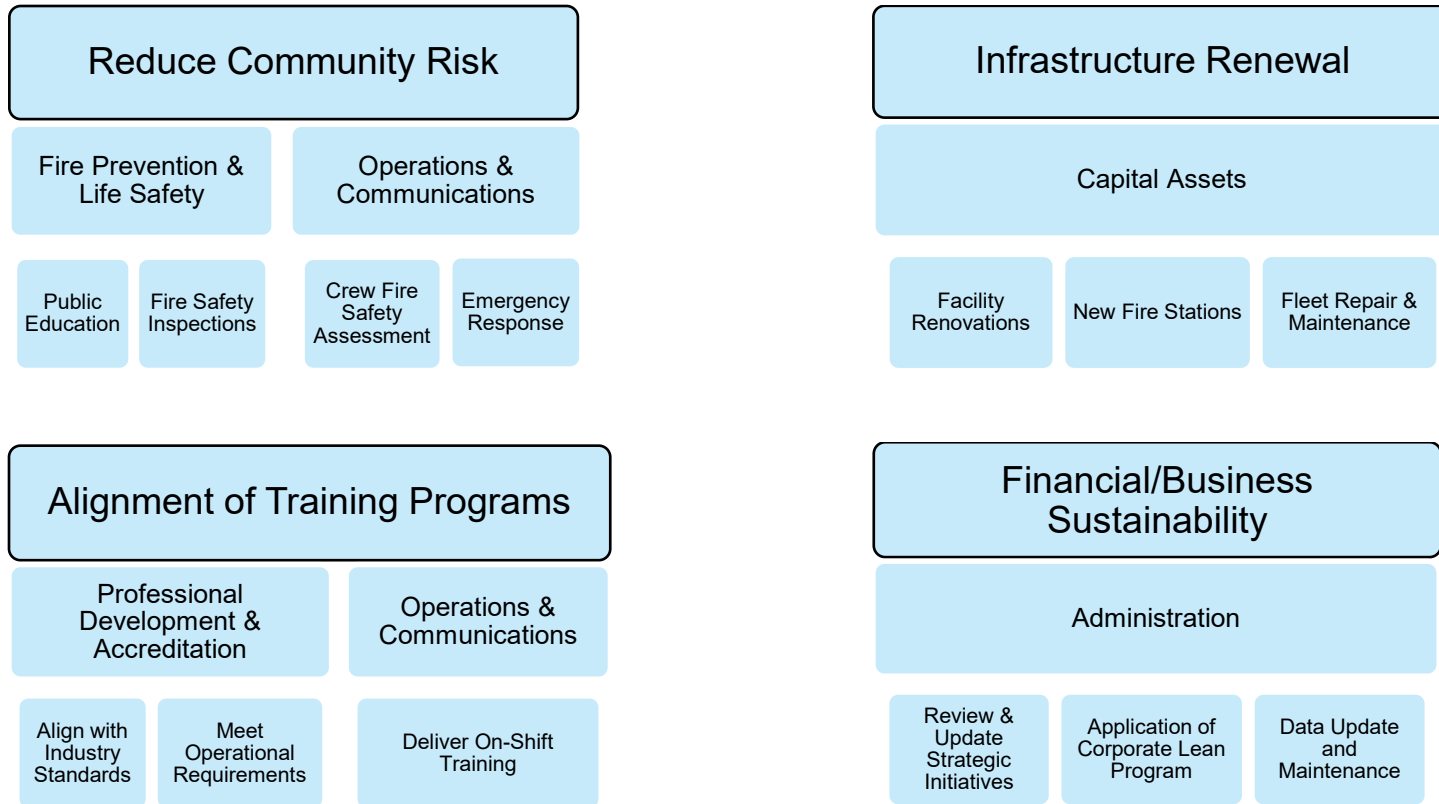 Reduce Community Risk
Fire Prevention &
Life Safety
Operations &
Communications
Public
Education
Fire Safety
Inspections
Crew Fire
Safety
Assessment
Emergency
Response
Infrastructure Renewal
Capital Assets
Facility
Renovations
New Fire Stations
Fleet Repair &
Maintenance
Alignment of Training Programs
Professional
Development &
Accreditation
Operations &
Communications
Align with
Industry
Standards
Meet
Operational
Requirements
Deliver On-Shift
Training
Financial/Business
Sustainability
Administration
Review &
Update
Strategic
Initiatives
Application of
Corporate Lean
Program
Data Update
and
Maintenance